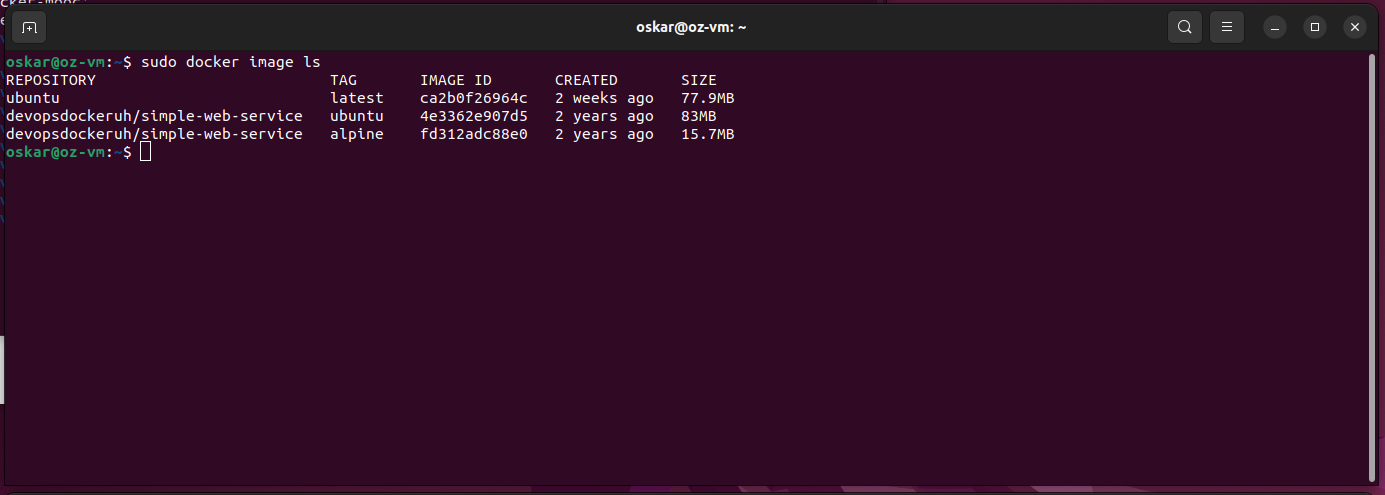 oskar@oz-vm: ~
oskar@oz-vm:~$ sudo docker image ls
REPOSITORY TAG IMAGE ID CREATED SIZE
ubuntu latest ca2b0f26964c 2 weeks ago 77.9MB
devopsdockeruh/simple-web-service ubuntu 4e3362e907d5 2 years ago 83MB
devopsdockeruh/simple-web-service alpine fd312adc88e0 2 years ago 15.7MB
oskar@oz-vm:~$